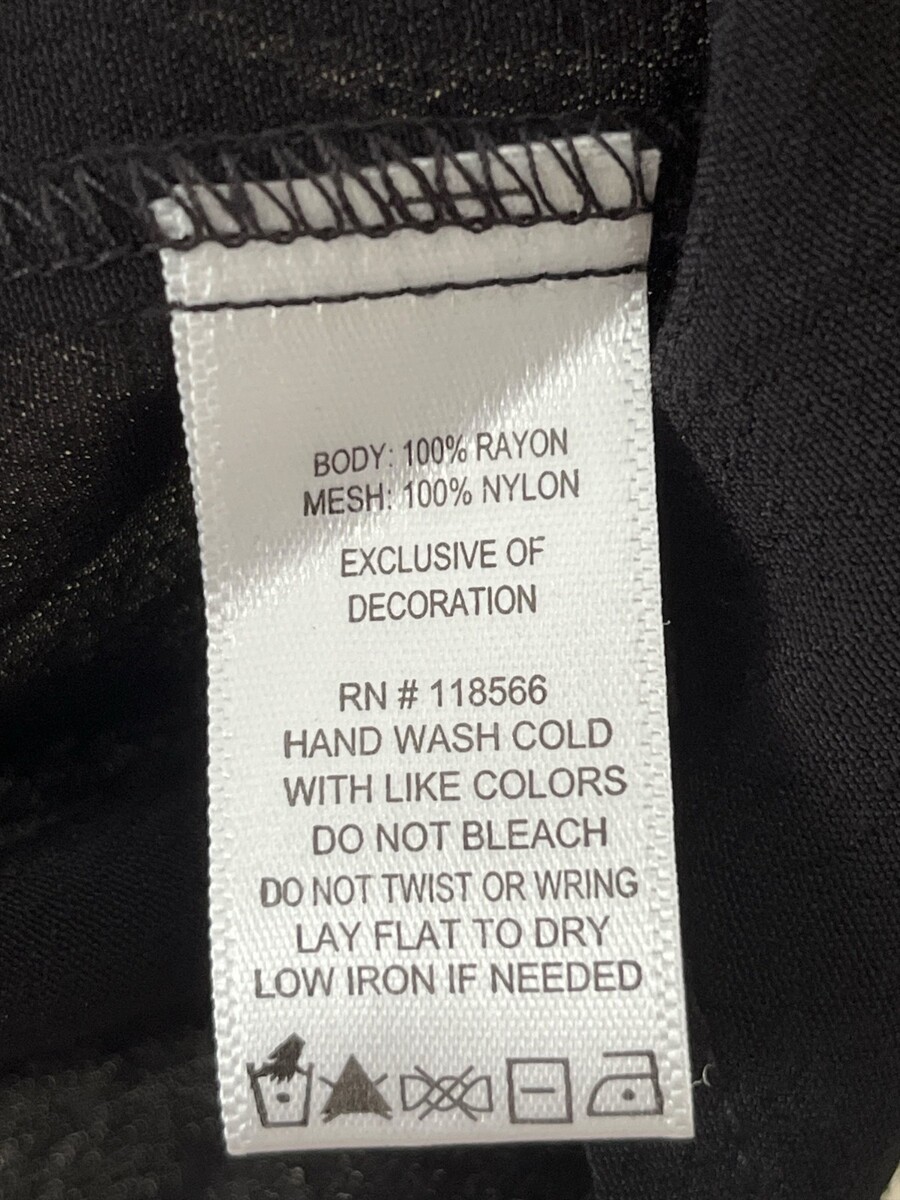 BODY: 100% RAYON
MESH: 100% NYLON
EXCLUSIVE OF
DECORATION
RN # 118566
HAND WASH COLD
WITH LIKE COLORS
DO NOT BLEACH
DO NOT TWIST OR WRING
LAY FLAT TO DRY
LOW IRON IF NEEDED